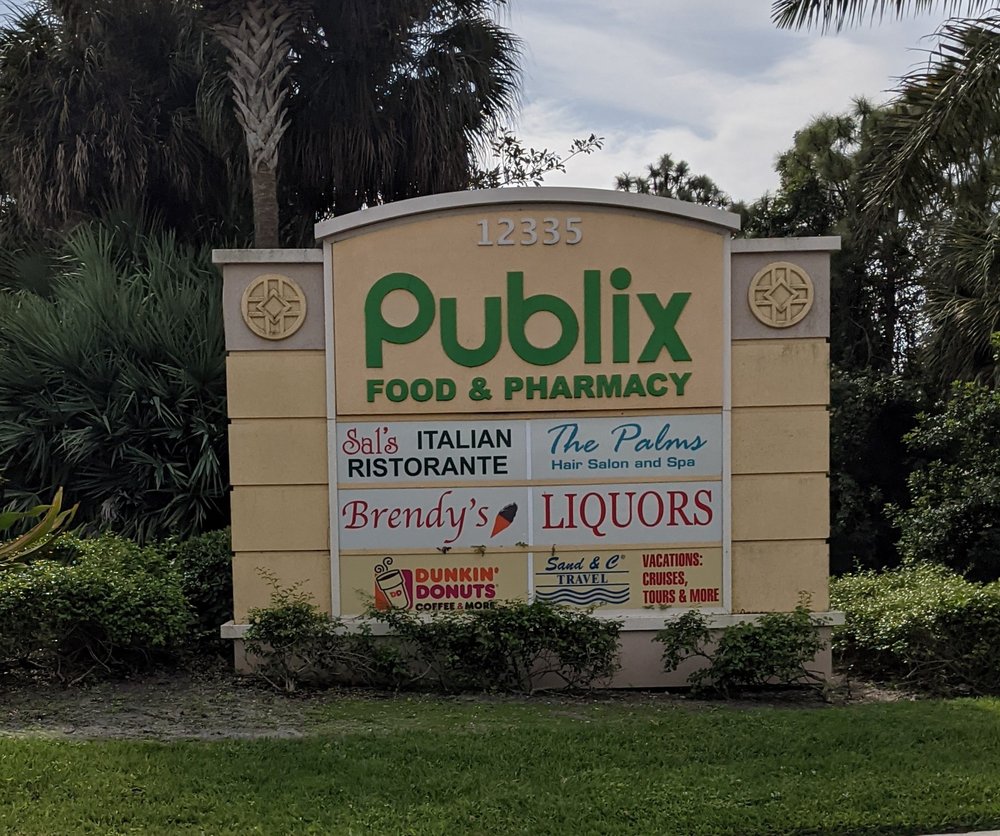 12335
Publix
FOOD & PHARMACY
Sal's ITALIAN
RISTORANTE
The Palms
Hair Salon and Spa
Brendy's
LIQUORS
DUNKIN'
DONUTS
COFFEE & MORE
DD
Sand & C®
TRAVEL
VACATIONS:
CRUISES,
TOURS & MORE